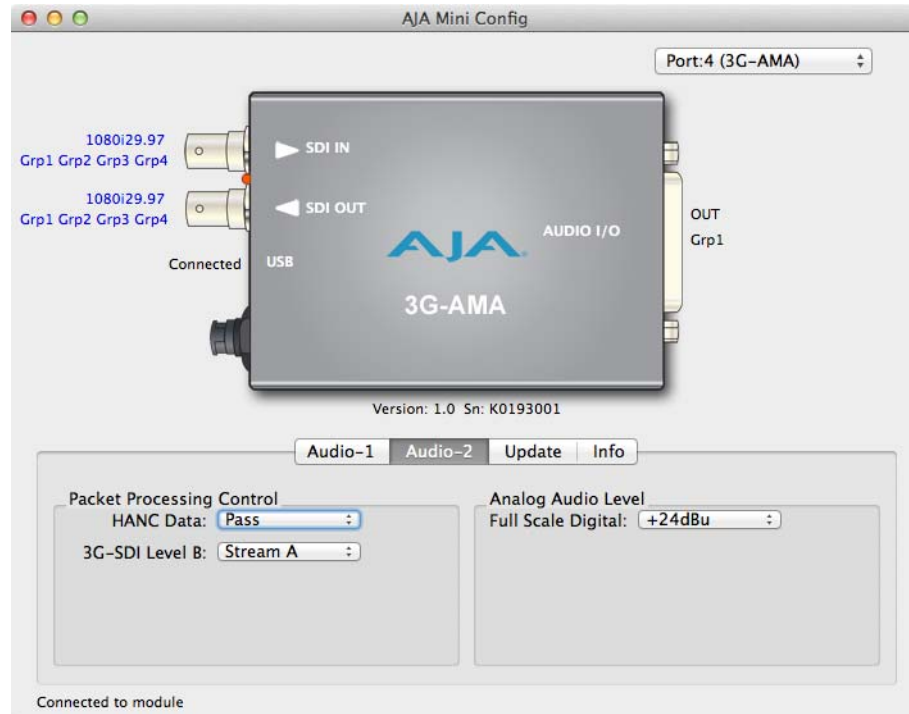 AJA Mini Config
Port:4 (3G-AMA)
1080i29.97
Grp1 Grp2 Grp3 Grp4
SDI IN
1080i29.97
Grp1 Grp2 Grp3 Grp4
SDI OUT
OUT
Grp1
AUDIO I/O
Connected
USB
AJA
3G-AMA
Version: 1.0 Sn: K0193001
Audio-1 Audio-2 Update Info
Packet Processing Control
HANC Data: Pass
3G-SDI Level B: Stream A
Analog Audio Level
Full Scale Digital: +24dBu
Connected to module